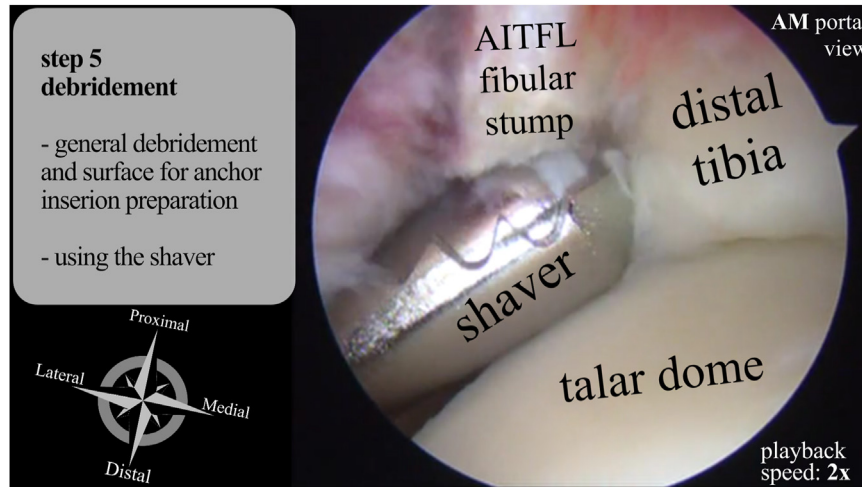 step 5
debridement
- general debridement
and surface for anchor
inserion preparation
- using the shaver
AITFL
fibular
stump
AM porta
view
distal
tibia
shaver
talar dome
Proximal
Lateral
Medial
Distal
playback
speed: 2x